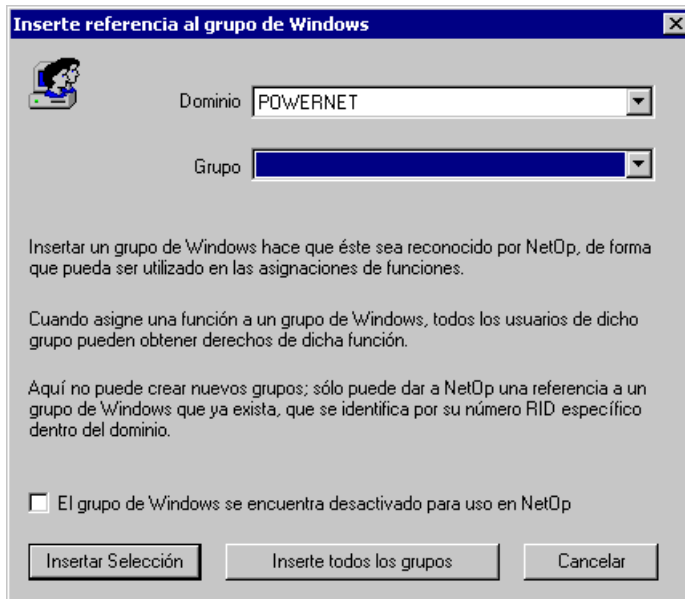 Inserte referencia al grupo de Windows
Dominio POWERNET
Grupo
Insertar un grupo de Windows hace que éste sea reconocido por NetOp, de forma
que pueda ser utilizado en las asignaciones de funciones.
Cuando asigne una función a un grupo de Windows, todos los usuarios de dicho
grupo pueden obtener derechos de dicha función.
Aquí no puede crear nuevos grupos; sólo puede dar a NetOp una referencia a un
grupo de Windows que ya exista, que se identifica por su número RID específico
dentro del dominio.
El grupo de Windows se encuentra desactivado para uso en NetOp
Insertar Selección Inserte todos los grupos Cancelar